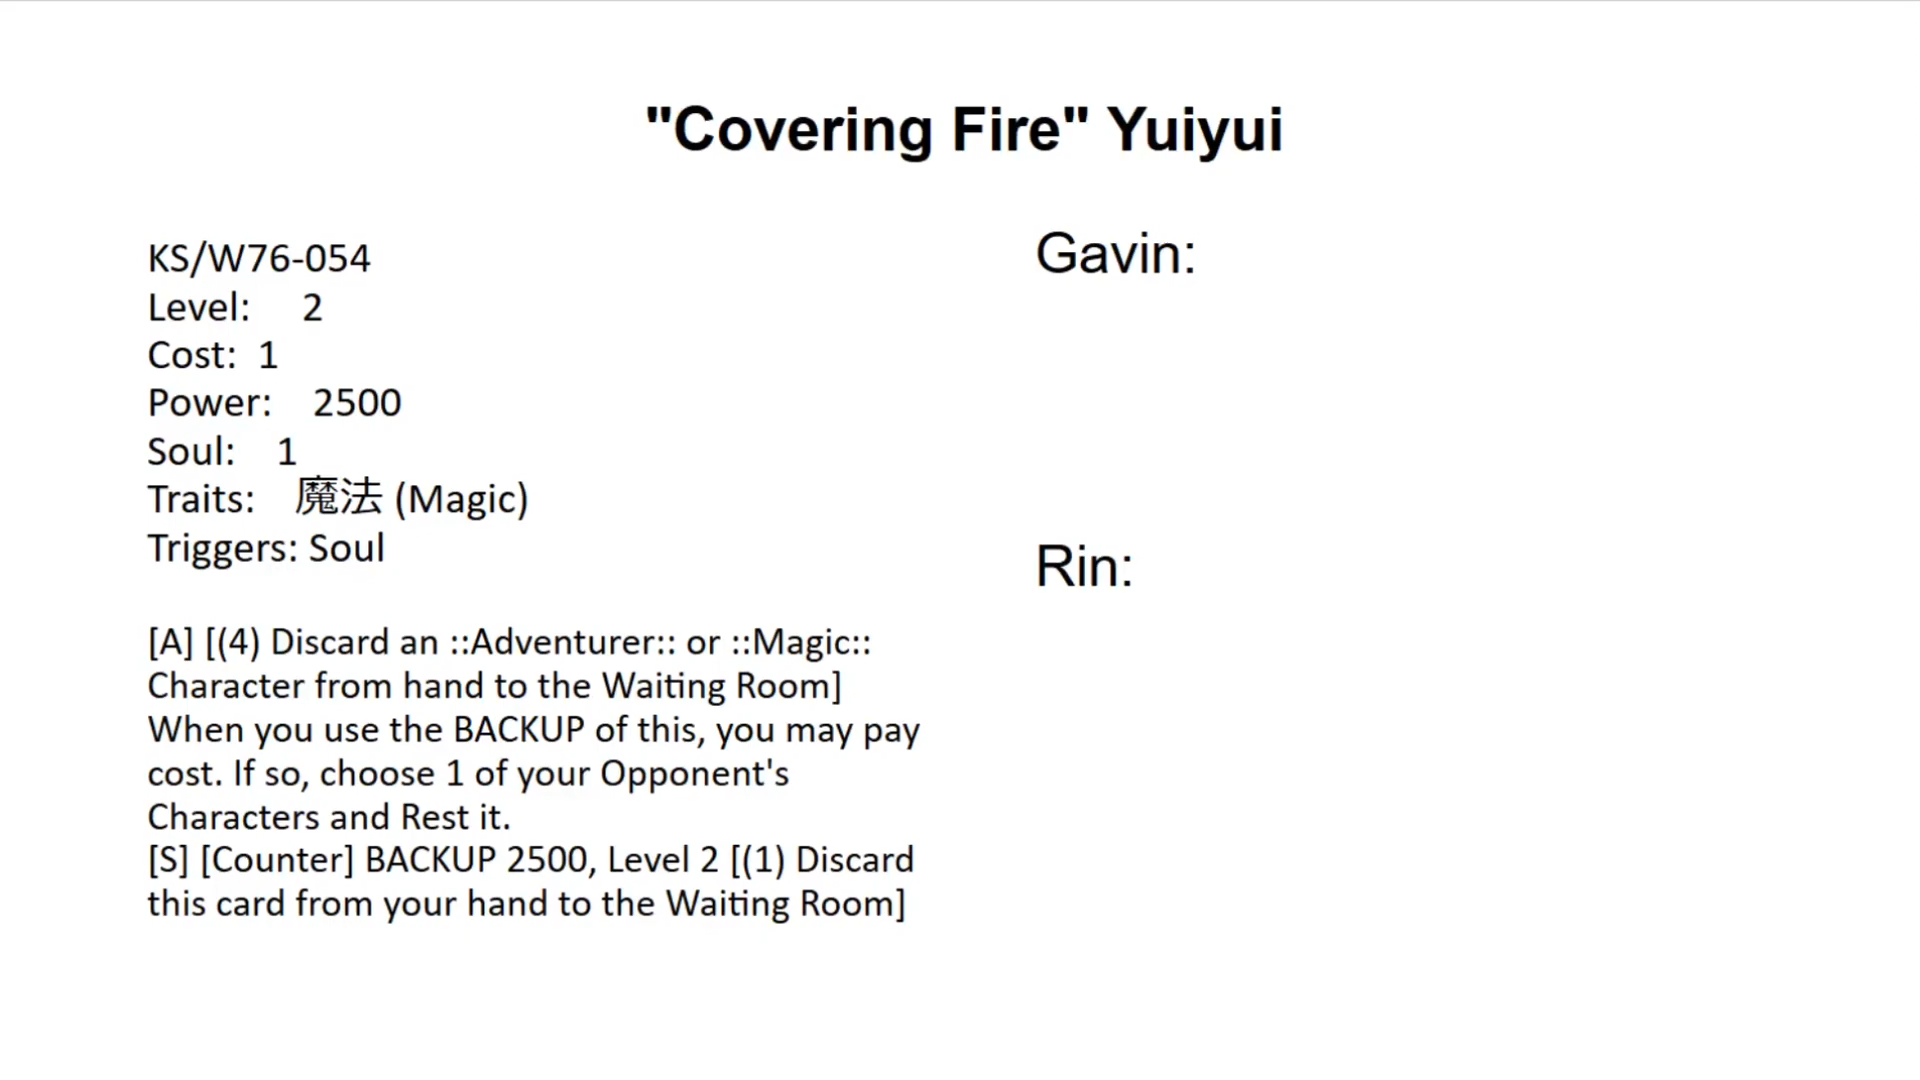 "Covering Fire" Yuiyui
KS/W76-054
Level: 2
Cost: 1
Power: 2500
Soul: 1
Traits: 魔法 (Magic)
Triggers: Soul
[A] [(4) Discard an ::Adventurer:: or ::Magic::
Character from hand to the Waiting Room]
When you use the BACKUP of this, you may pay
cost. If so, choose 1 of your Opponent's
Characters and Rest it.
[S] [Counter] BACKUP 2500, Level 2 [(1) Discard
this card from your hand to the Waiting Room]
Gavin:
Rin: